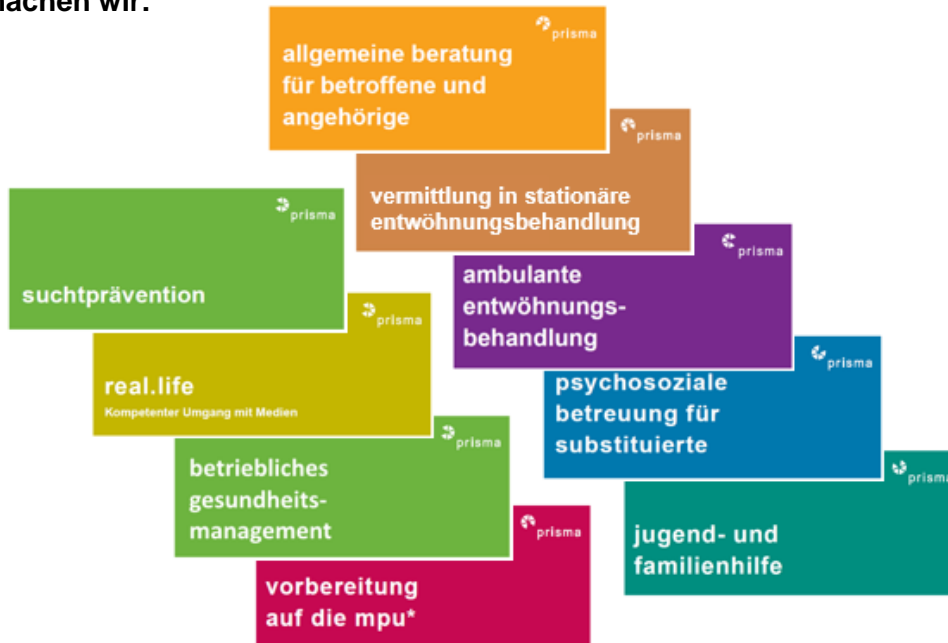 machen wir:
prisma
allgemeine beratung
für betroffene und
angehörige
prisma
vermittlung in stationäre
entwöhnungsbehandlung
prisma
ambulante
entwöhnungs-
behandlung
prisma
psychosoziale
betreuung für
substituierte
prisma
jugend- und
familienhilfe
prisma
suchtprävention
prisma
real.life
Kompetenter Umgang mit Medien
prisma
betriebliches
gesundheits-
management
prisma
vorbereitung
auf die mpu*